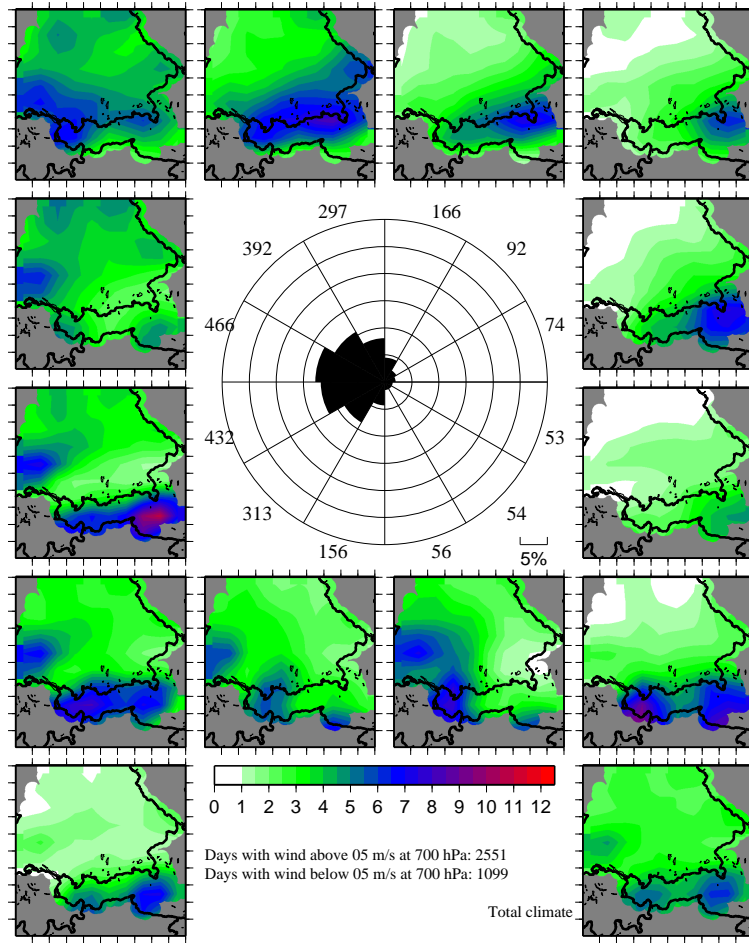 297 166
392 92
466 74
432 53
313 54
156 56
5%
0 1 2 3 4 5 6 7 8 9 10 11 12
Days with wind above 05 m/s at 700 hPa: 2551
Days with wind below 05 m/s at 700 hPa: 1099
Total climate